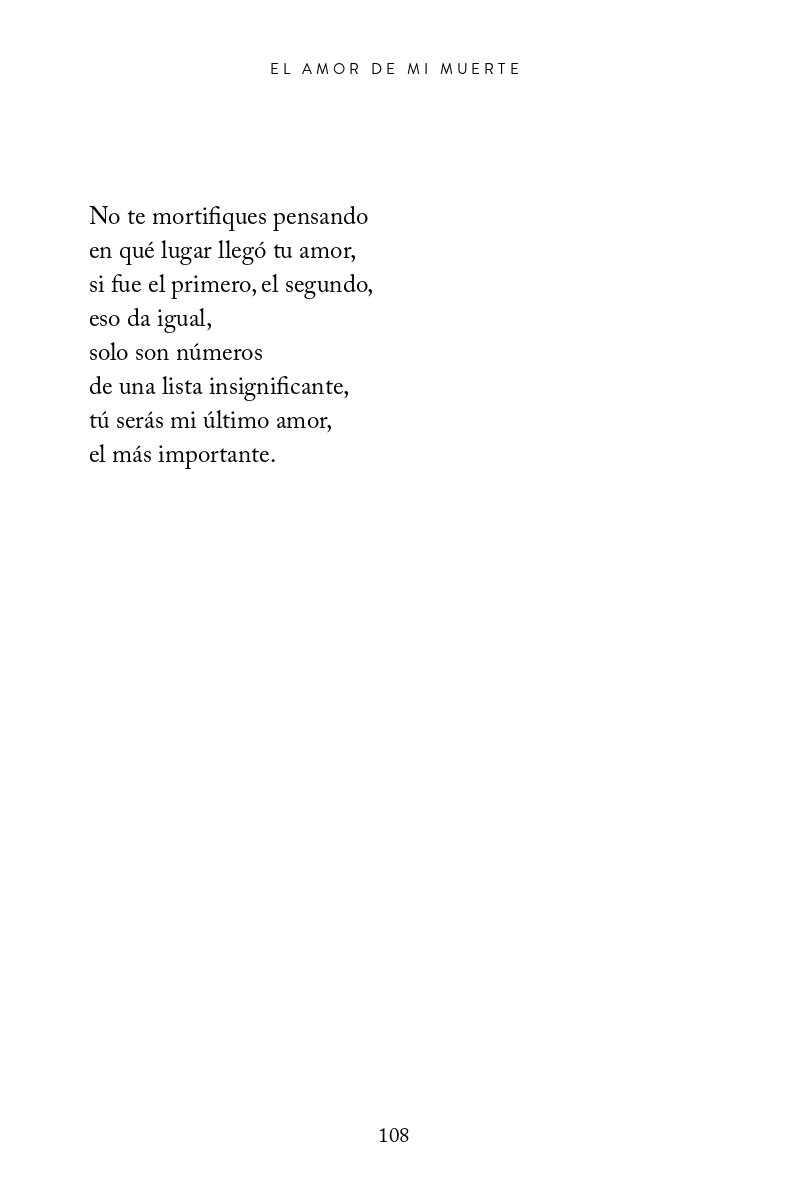 EL AMOR DE MI MUERTE
No te mortifiques pensando
en qué lugar llegó tu amor,
si fue el primero, el segundo,
eso da igual,
solo son números
de una lista insignificante,
tú serás mi último amor,
el más importante.
108